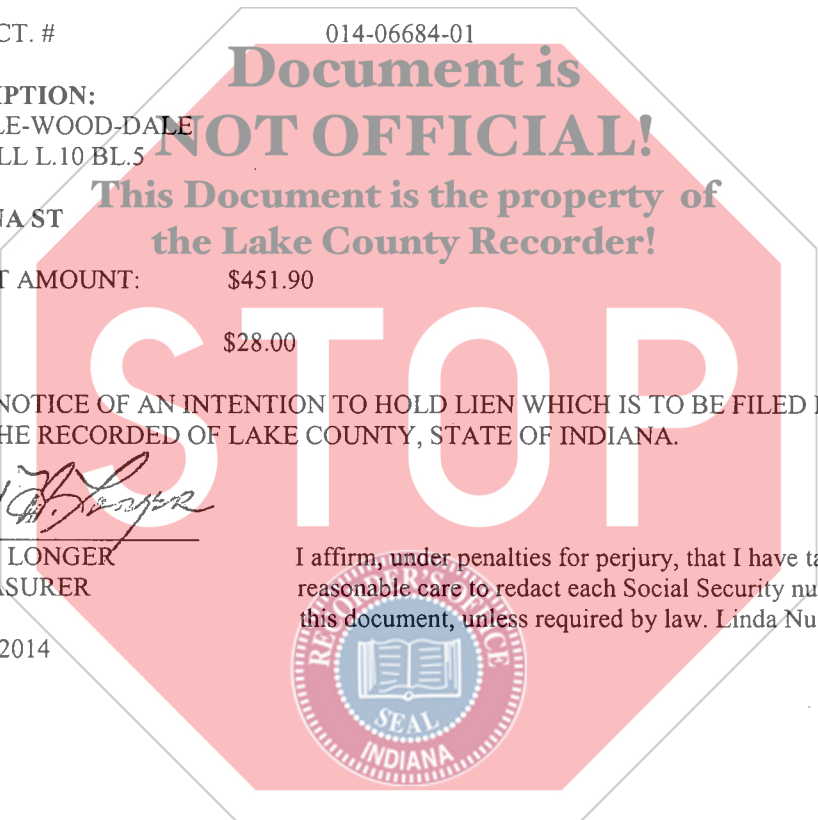 CT. # 014-06684-01
Document is
IPTION:
LE-WOOD-DALE
NOT OFFICIAL!
LL L.10 BL.5
This Document is the property of
NA ST
the Lake County Recorder!
T AMOUNT: $451.90
STOP
$28.00
NOTICE OF AN INTENTION TO HOLD LIEN WHICH IS TO BE FILED
HE RECORDED OF LAKE COUNTY, STATE OF INDIANA.
Longer
LONGER
I affirm, under penalties for perjury, that I have ta
ASURER
reasonable care to redact each Social Security nu
this document, unless required by law. Linda Nu
2014
RECORDER'S OFFICE
SEAL
INDIANA